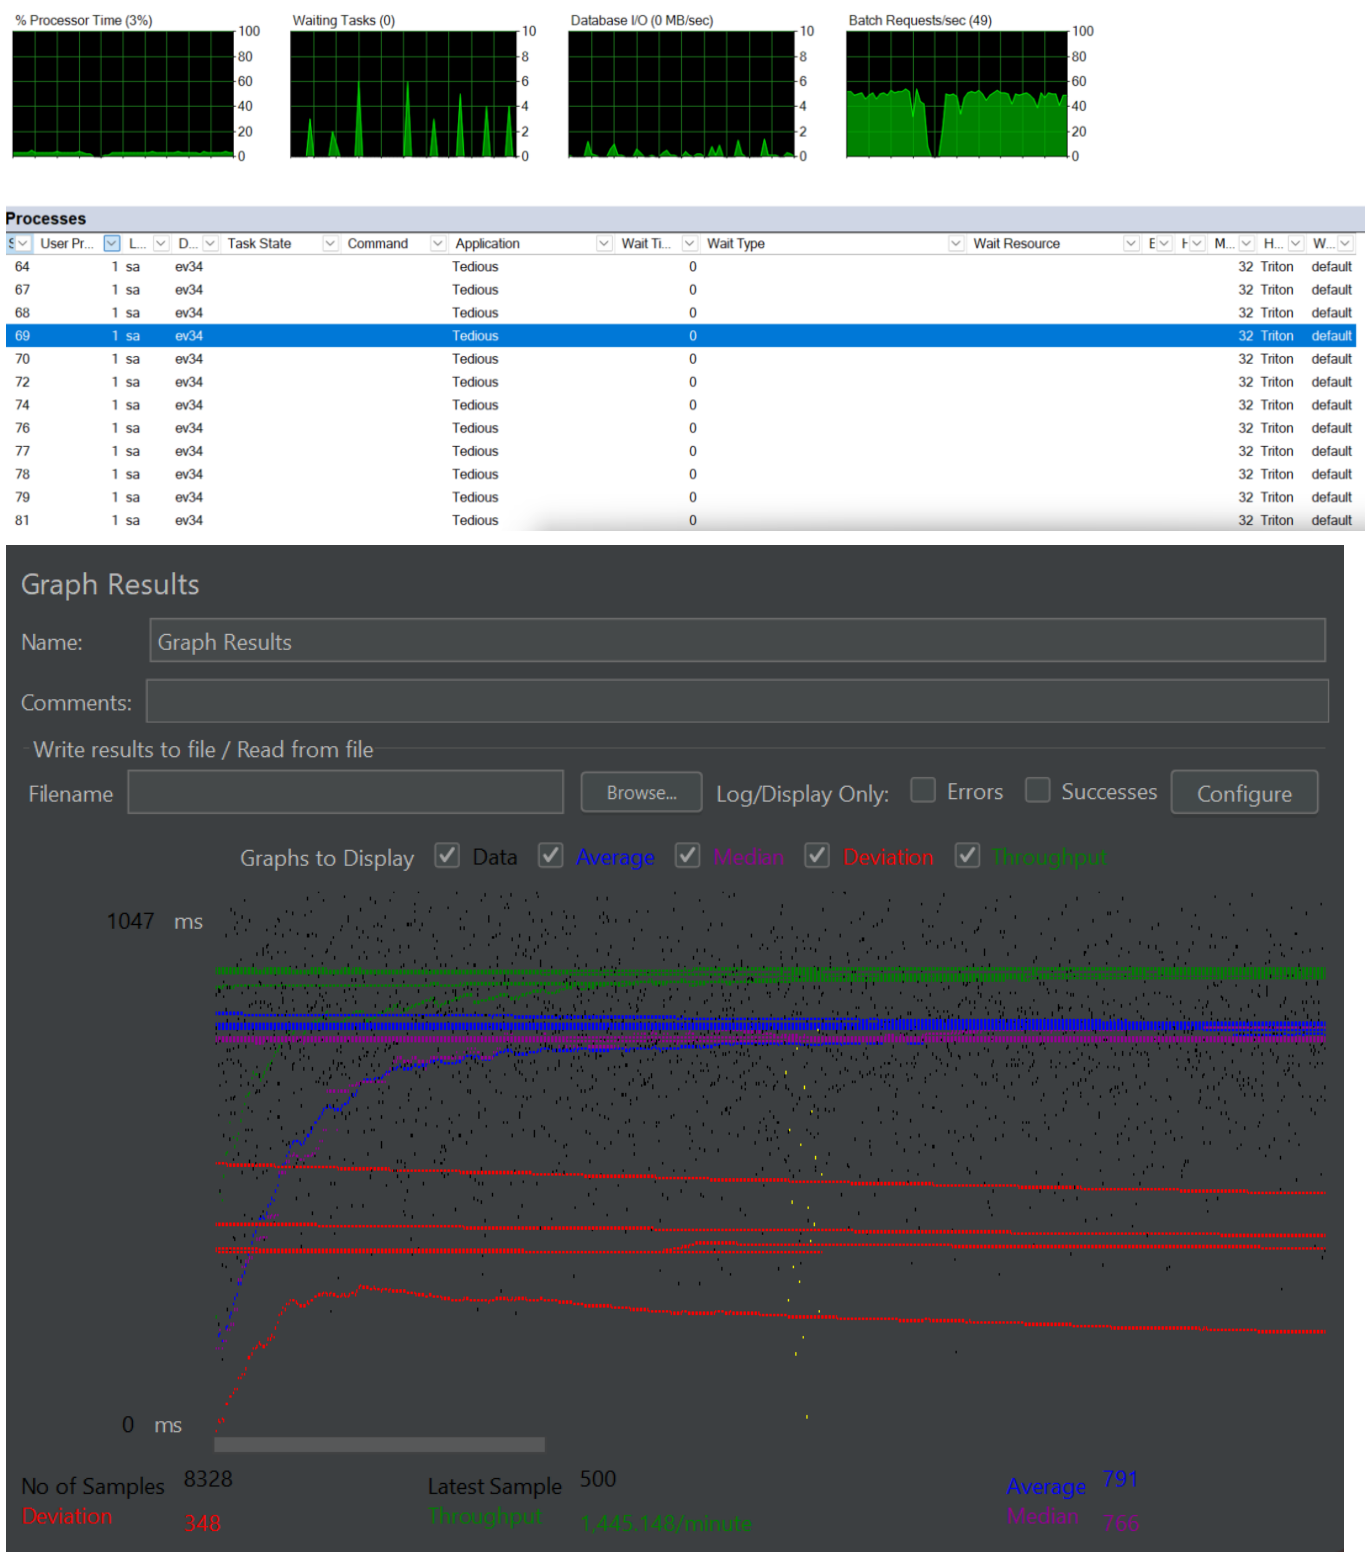 % Processor Time (3%) Waiting Tasks (0) Database I/O (0 MB/sec) Batch Requests/sec (49)
100 10 10 100
80 8 8 80
60 6 6 60
40 4 4 40
20 2 2 20
0 0 0 0
Processes
S User Pr... L... D... Task State Command Application Wait Ti... Wait Type Wait Resource E H M... H... W...
64 1 sa ev34 Tedious 0 32 Triton default
67 1 sa ev34 Tedious 0 32 Triton default
68 1 sa ev34 Tedious 0 32 Triton default
69 1 sa ev34 Tedious 0 32 Triton default
70 1 sa ev34 Tedious 0 32 Triton default
72 1 sa ev34 Tedious 0 32 Triton default
74 1 sa ev34 Tedious 0 32 Triton default
76 1 sa ev34 Tedious 0 32 Triton default
77 1 sa ev34 Tedious 0 32 Triton default
78 1 sa ev34 Tedious 0 32 Triton default
79 1 sa ev34 Tedious 0 32 Triton default
81 1 sa ev34 Tedious 0 32 Triton default
Graph Results
Name: Graph Results
Comments:
Write results to file / Read from file
Filename Browse... Log/Display Only: Errors Successes Configure
Graphs to Display Data Average Median Deviation Throughput
1047 ms
0 ms
No of Samples 8328 Latest Sample 500 Average 791
Deviation 348 Throughput 1,445.148/minute Median 766